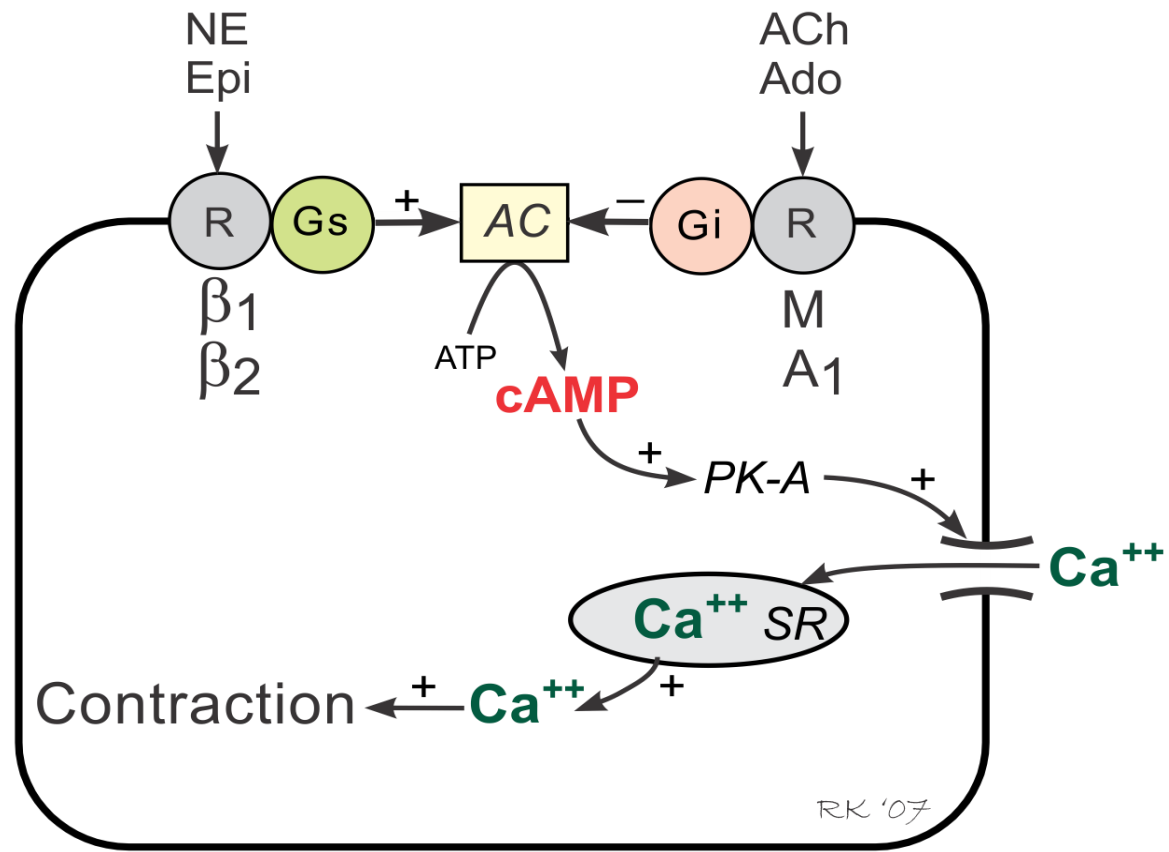 NE
Epi
ACh
Ado
R
Gs
+
AC
−
Gi
R
β1
β2
M
A1
ATP
cAMP
+
PK-A
+
Ca++
Ca++ SR
+
Ca++
+
Contraction
RK '07